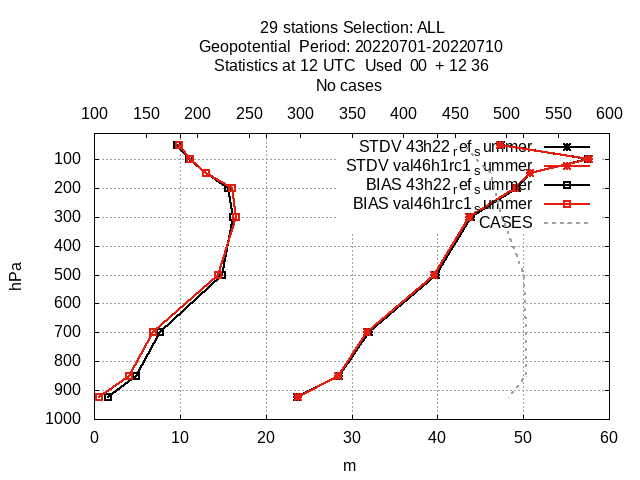 29 stations Selection: ALL
Geopotential  Period: 20220701-20220710
Statistics at 12 UTC  Used  00  + 12 36
No cases
100 150 200 250 300 350 400 450 500 550 600
STDV 43h22_ref_summer
STDV val46h1rc1_summer
BIAS 43h22_ref_summer
BIAS val46h1rc1_summer
CASES
100
200
300
400
500
600
700
800
900
1000
hPa
0 10 20 30 40 50 60
m